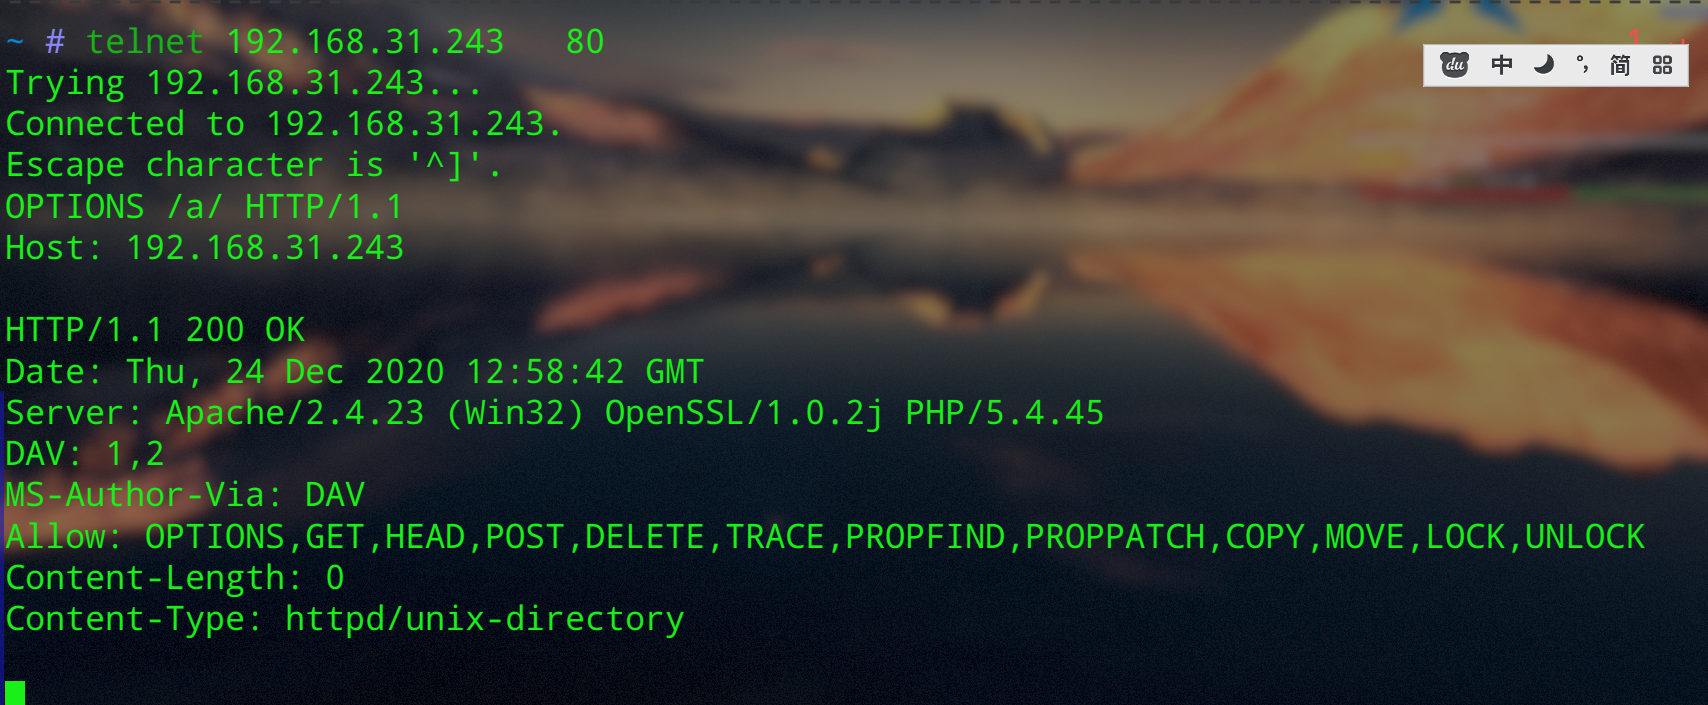 ~ # telnet 192.168.31.243   80
Trying 192.168.31.243...
Connected to 192.168.31.243.
Escape character is '^]'.
OPTIONS /a/ HTTP/1.1
Host: 192.168.31.243
HTTP/1.1 200 OK
Date: Thu, 24 Dec 2020 12:58:42 GMT
Server: Apache/2.4.23 (Win32) OpenSSL/1.0.2j PHP/5.4.45
DAV: 1,2
MS-Author-Via: DAV
Allow: OPTIONS,GET,HEAD,POST,DELETE,TRACE,PROPFIND,PROPPATCH,COPY,MOVE,LOCK,UNLOCK
Content-Length: 0
Content-Type: httpd/unix-directory
du 中 °, 简